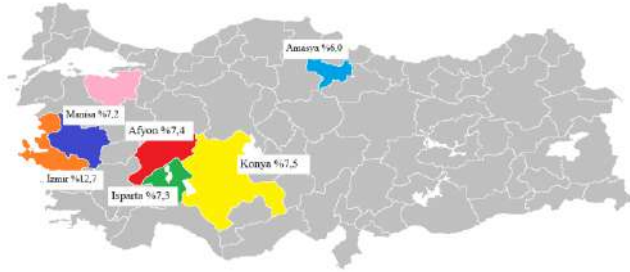 Amasya %6,0
Manisa %7,2
Afyon %7,4
Konya %7,5
İzmir %12,7
Isparta %7,3